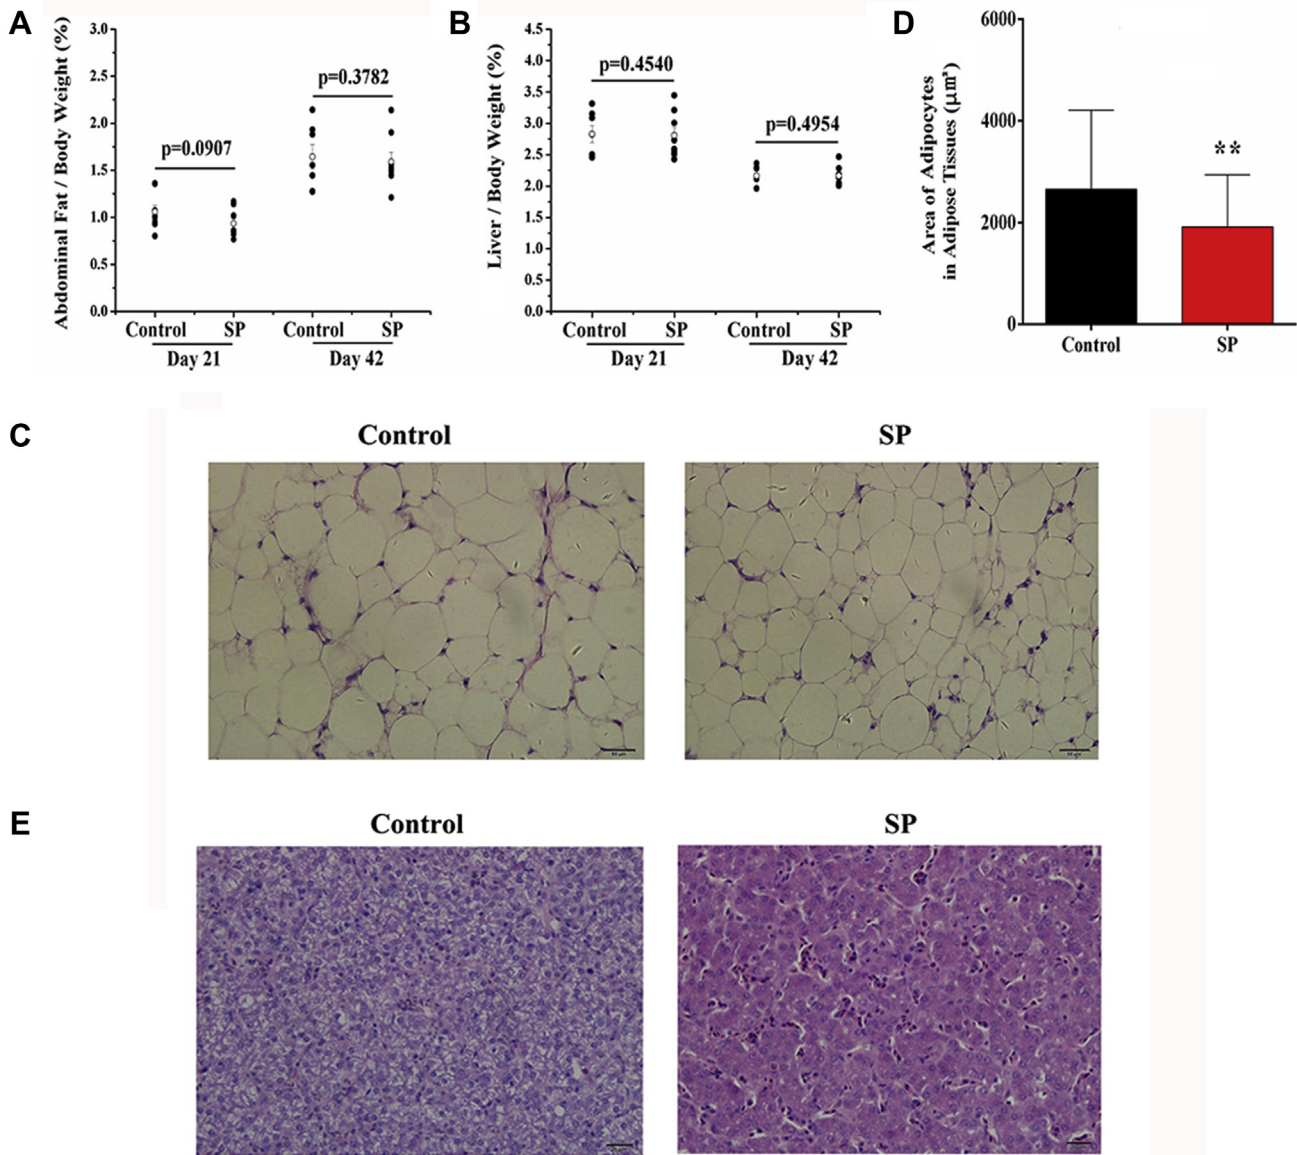 A
Abdominal Fat / Body Weight (%)
3.0
2.5
2.0
1.5
1.0
0.5
0.0
p=0.0907
p=0.3782
Control SP Control SP
Day 21 Day 42
B
Liver / Body Weight (%)
4.5
4.0
3.5
3.0
2.5
2.0
1.5
1.0
0.5
0.0
p=0.4540
p=0.4954
Control SP Control SP
Day 21 Day 42
D
Area of Adipocytes
in Adipose Tissues (μm²)
6000
4000
2000
0
**
Control SP
C
Control SP
E
Control SP